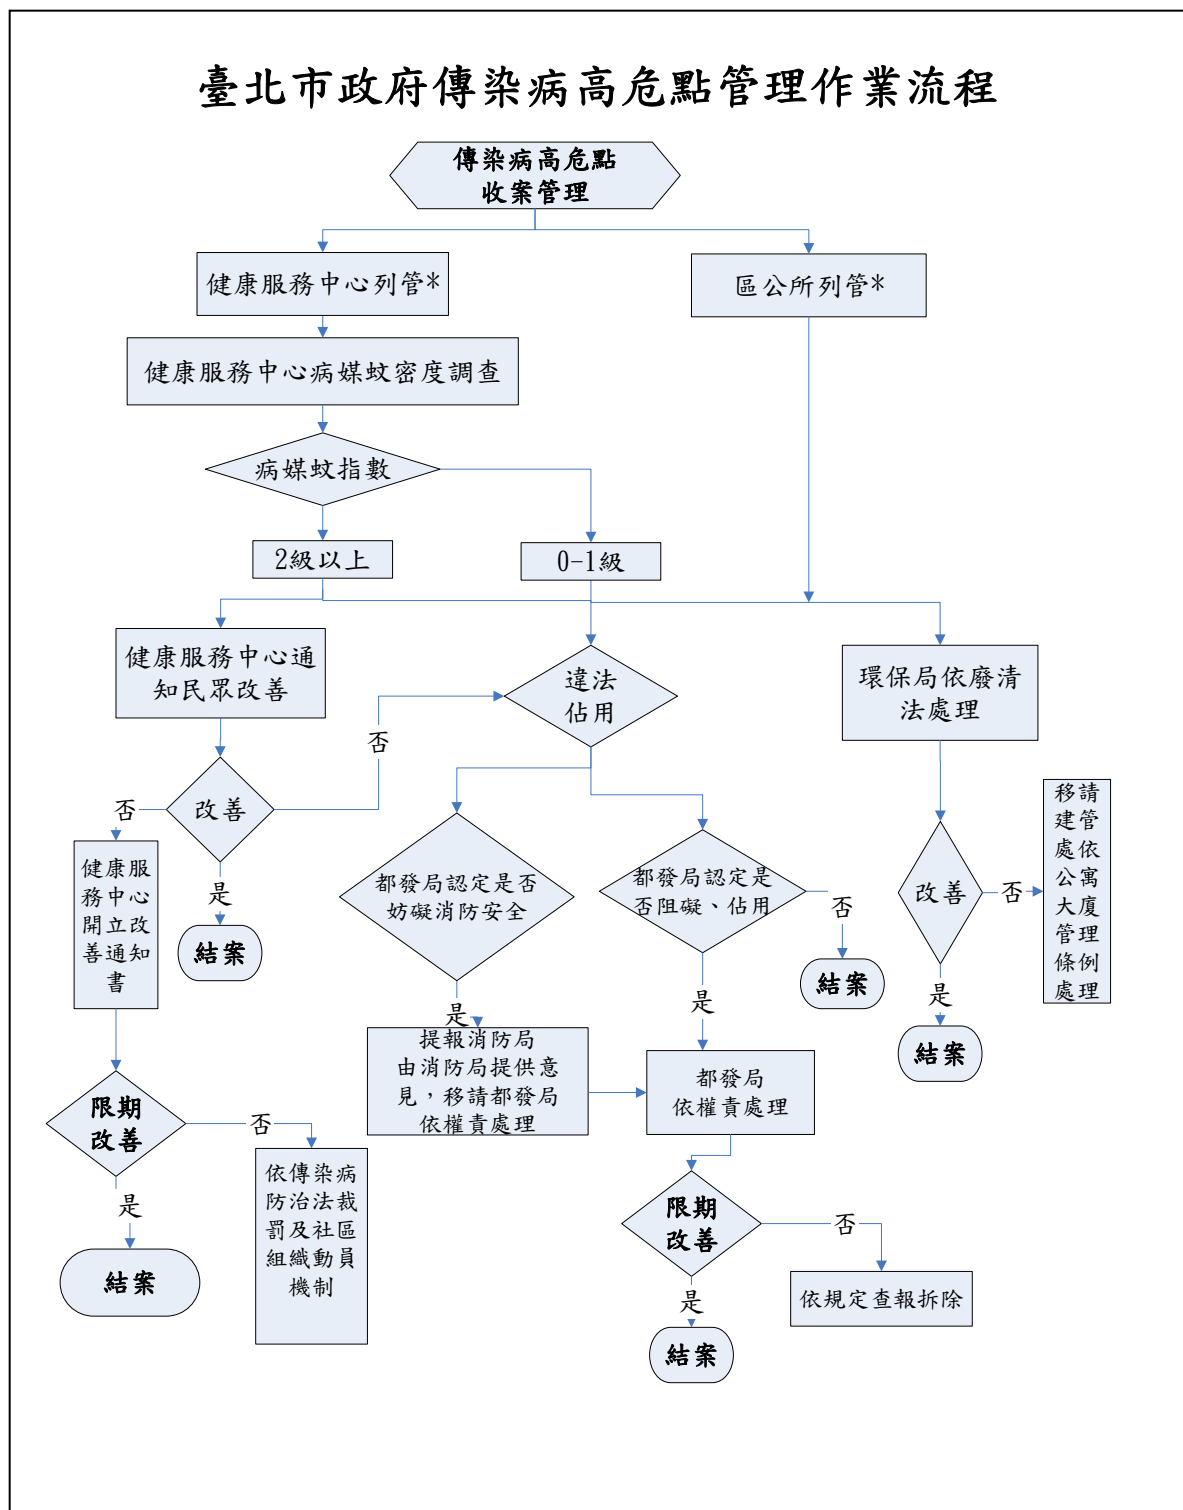 臺北市政府傳染病高危點管理作業流程
傳染病高危點
收案管理
健康服務中心列管*
區公所列管*
健康服務中心病媒蚊密度調查
病媒蚊指數
2級以上
0-1級
健康服務中心通
知民眾改善
違法
佔用
環保局依廢清
法處理
否
改善
否
是
結案
健康服
務中心
開立改
善通知
書
都發局認定是否
妨礙消防安全
都發局認定是
否阻礙、佔用
否
結案
改善
否
移請
建管
處依
公寓
大廈
管理
條例
處理
是
結案
是
提報消防局
由消防局提供意
見，移請都發局
依權責處理
是
都發局
依權責處理
限期
改善
否
是
結案
依傳染病
防治法裁
罰及社區
組織動員
機制
限期
改善
否
是
結案
依規定查報拆除